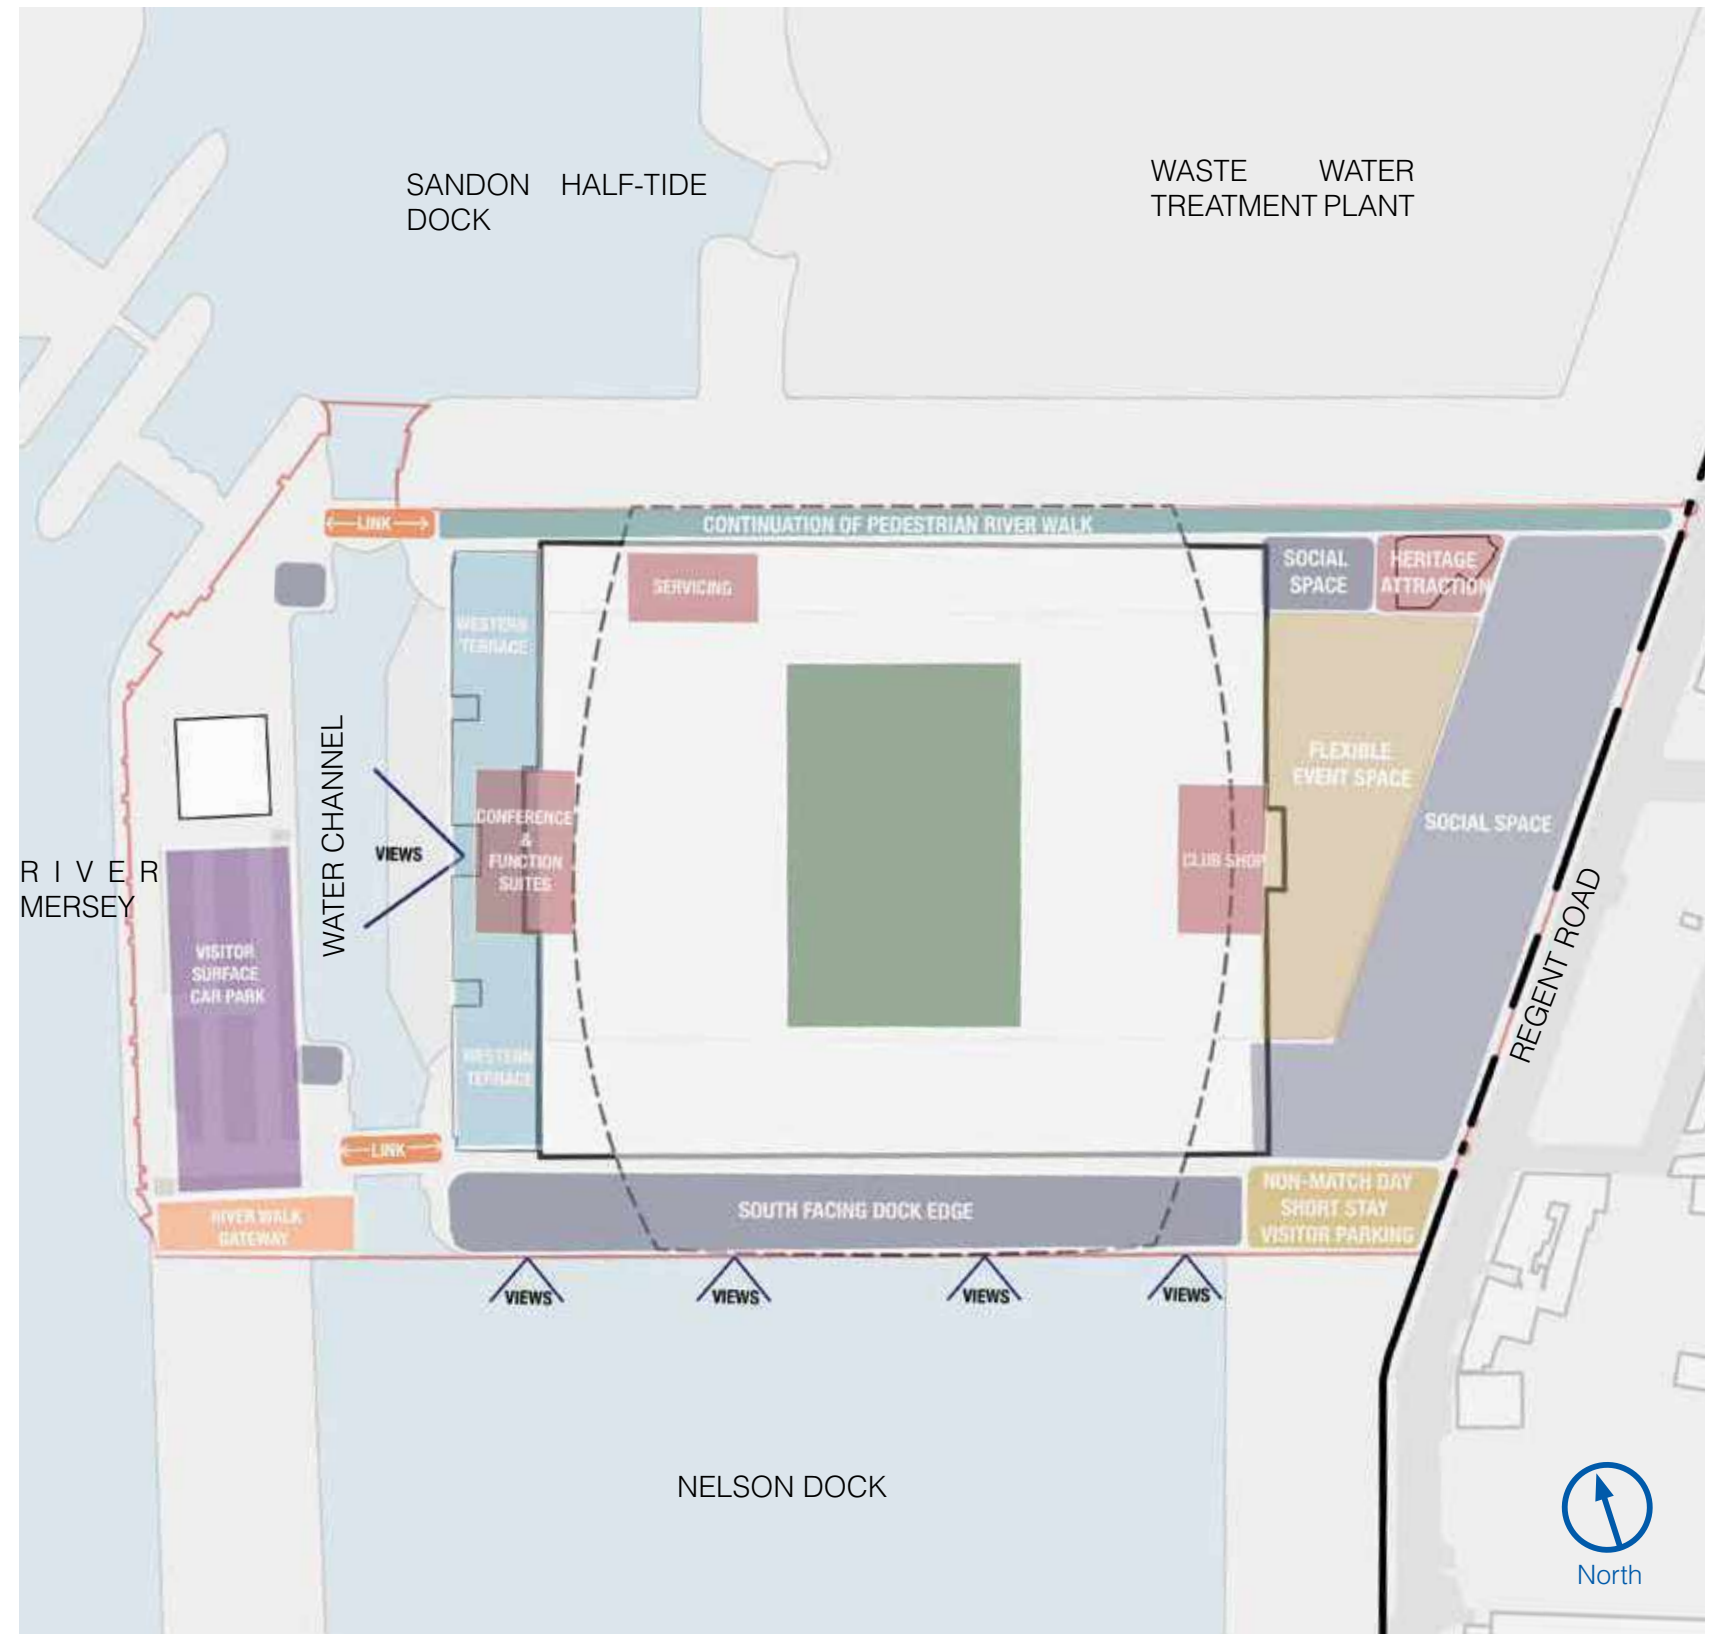 SANDON HALF-TIDE
DOCK
WASTE WATER
TREATMENT PLANT
LINK
CONTINUATION OF PEDESTRIAN RIVER WALK
SERVICING
SOCIAL
SPACE
HERITAGE
ATTRACTION
WESTERN
TERRACE
FLEXIBLE
EVENT SPACE
SOCIAL SPACE
WATER CHANNEL
VIEWS
CONFERENCE
&
FUNCTION
SUITES
CLUB SHOP
RIVER
MERSEY
VISITOR
SURFACE
CAR PARK
REGENT ROAD
WESTERN
TERRACE
LINK
RIVER WALK
GATEWAY
SOUTH FACING DOCK EDGE
NON-MATCH DAY
SHORT STAY
VISITOR PARKING
VIEWS
VIEWS
VIEWS
VIEWS
NELSON DOCK
North